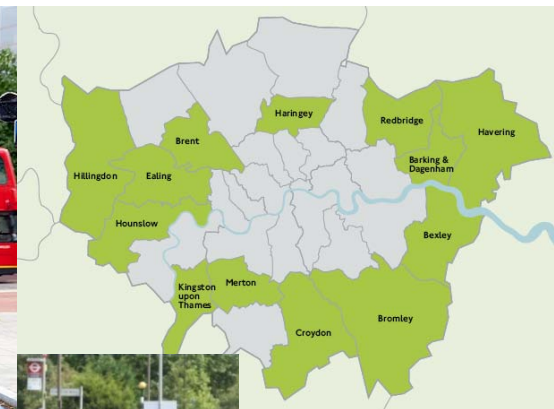 Haringey
Redbridge
Havering
Brent
Barking &
Dagenham
Hillingdon
Ealing
Hounslow
Bexley
Kingston
upon
Thames
Merton
Bromley
Croydon